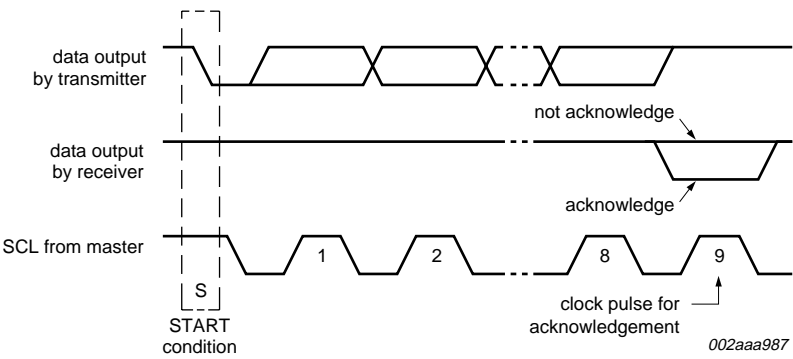 data output
by transmitter
not acknowledge
data output
by receiver
acknowledge
SCL from master
1
2
8
9
S
START
condition
clock pulse for
acknowledgement
002aaa987